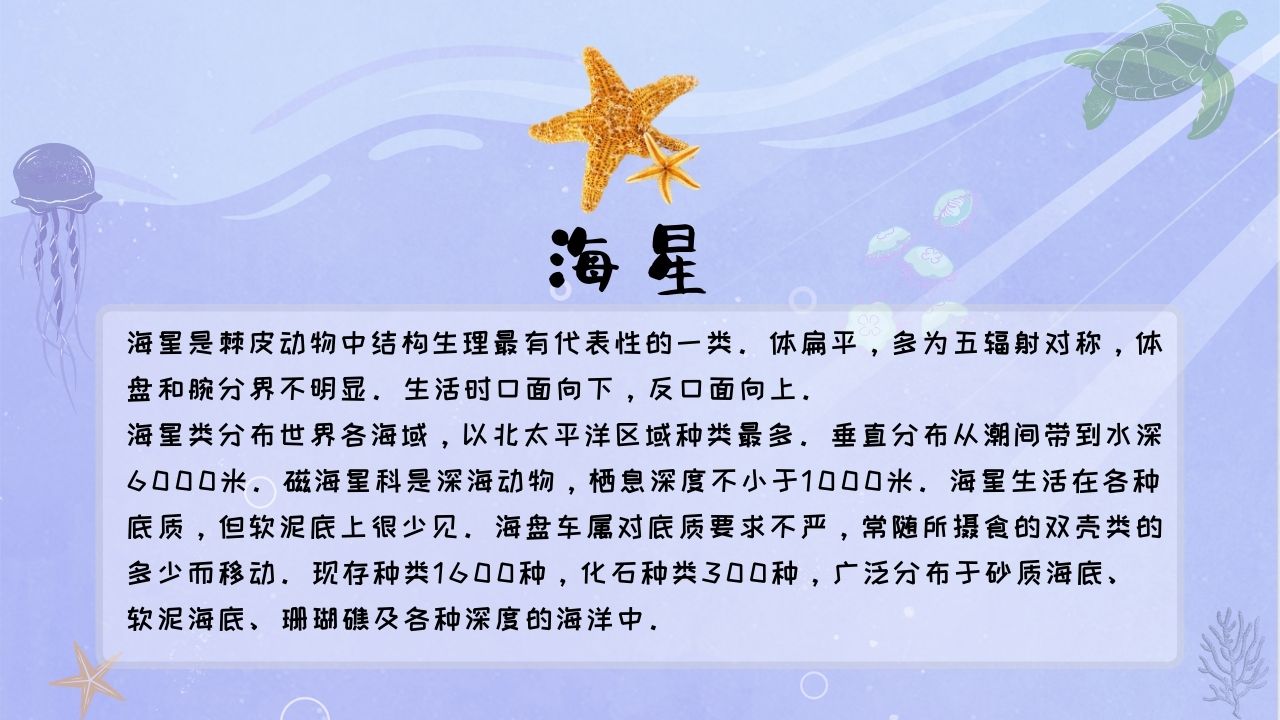 海星
海星是棘皮动物中结构生理最有代表性的一类．体扁平，多为五辐射对称，体
盘和腕分界不明显．生活时口面向下，反口面向上．
海星类分布世界各海域，以北太平洋区域种类最多．垂直分布从潮间带到水深
6000米．磁海星科是深海动物，栖息深度不小于1000米．海星生活在各种
底质，但软泥底上很少见．海盘车属对底质要求不严，常随所摄食的双壳类的
多少而移动．现存种类1600种，化石种类300种，广泛分布于砂质海底、
软泥海底、珊瑚礁及各种深度的海洋中．